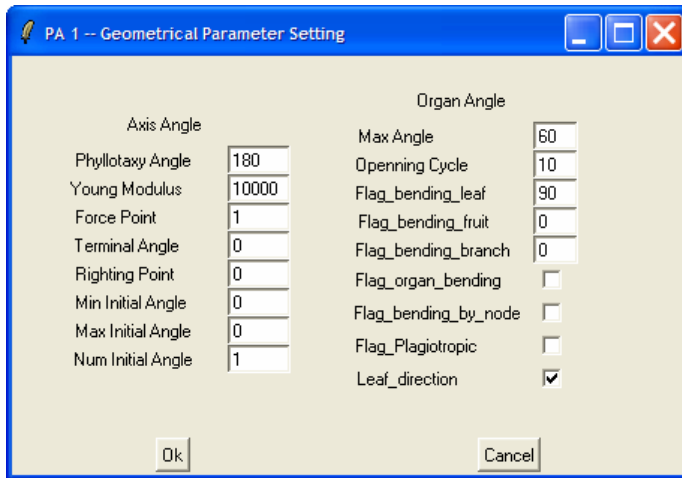 PA 1 -- Geometrical Parameter Setting
Axis Angle
Phyllotaxy Angle 180
Young Modulus 10000
Force Point 1
Terminal Angle 0
Righting Point 0
Min Initial Angle 0
Max Initial Angle 0
Num Initial Angle 1
Organ Angle
Max Angle 60
Openning Cycle 10
Flag_bending_leaf 90
Flag_bending_fruit 0
Flag_bending_branch 0
Flag_organ_bending
Flag_bending_by_node
Flag_Plagiotropic
Leaf_direction
Ok
Cancel